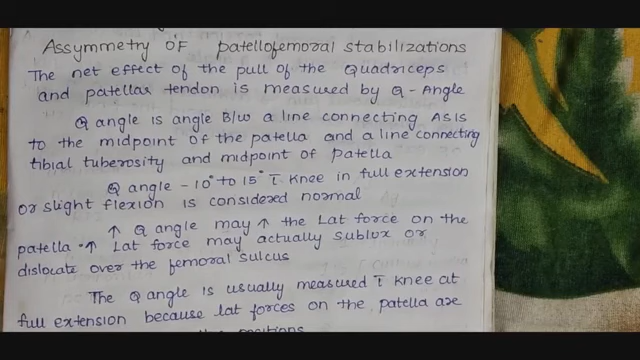 Assymetry OF patellofemoral stabilizations
The net effect of the pull of the Quadriceps
and patellar tendon is measured by Q-Angle
Q angle is angle B/w a line connecting ASIS
to the midpoint of the patella and a line connecting
tibial tuberosity and midpoint of Patella
Q angle - 10° to 15° c̄ knee in full extension
or slight flexion is considered normal
↑ Q angle may ↑ the Lat force on the
patella. ↑ Lat force may actually sublux or
dislocate over the femoral sulcus
The Q angle is usually measured c̄ knee at
full extension because lat forces on the patella are
positions